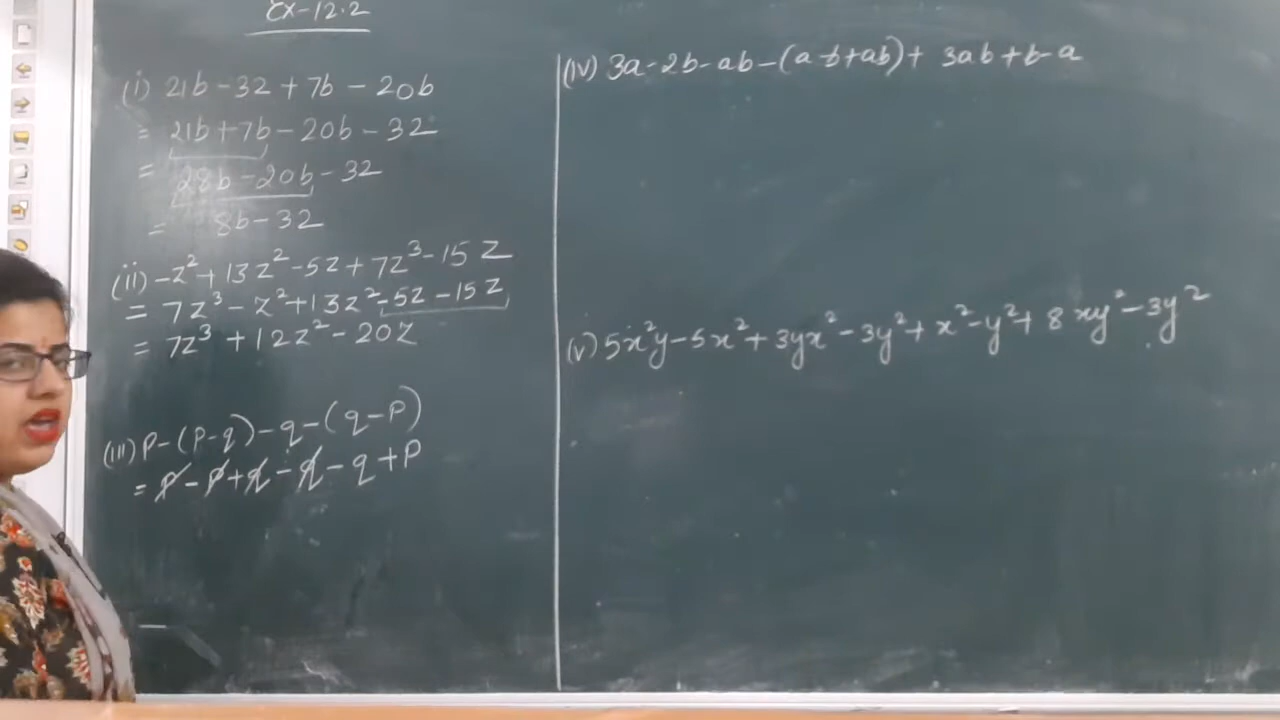 Ex-12.2
(i) 21b-32+7b-20b
= 21b+7b-20b-32
= 28b-20b-32
= 8b-32
(ii) -z²+13z²-5z+7z³-15z
= 7z³-z²+13z²-5z-15z
= 7z³+12z²-20z
(iii) p-(p-q)-q-(q-p)
= p-p+q-q-q+p
(iv) 3a-2b-ab-(a-b+ab)+3ab+b-a
(v) 5x²y-5x²+3yx²-3y²+x²-y²+8xy²-3y²